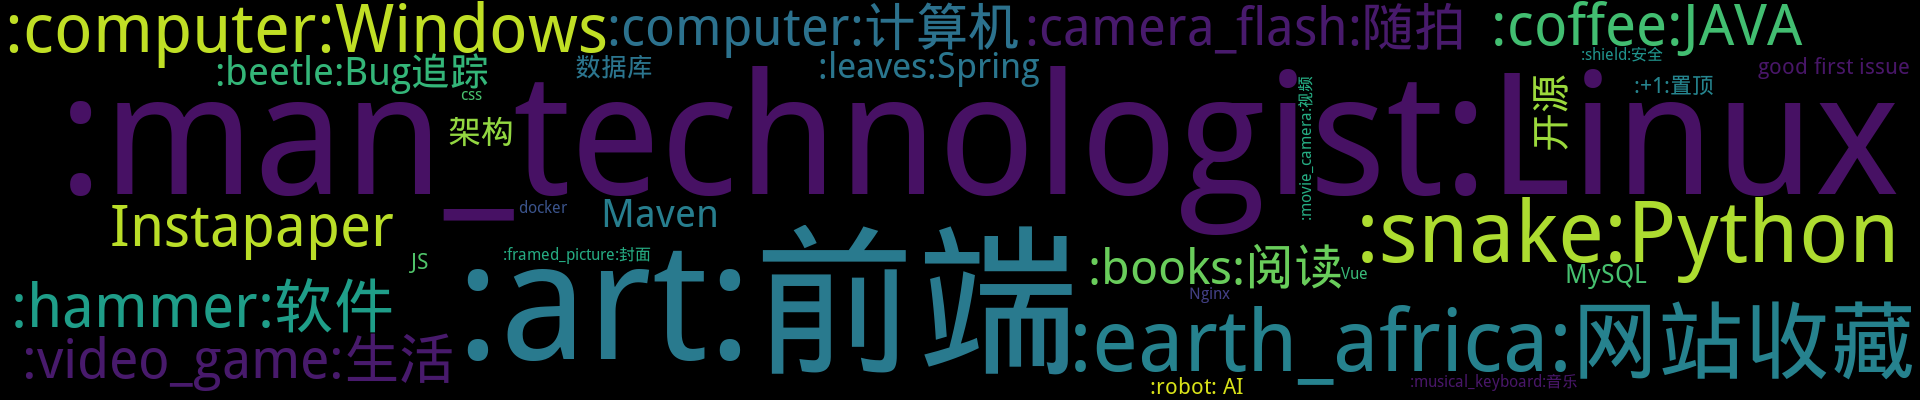 :computer:Windows
:computer:计算机
:camera_flash:随拍
:coffee:JAVA
:beetle:Bug追踪
数据库
:leaves:Spring
:shield:安全
good first issue
css
:man_technologist:Linux
架构
:movie_camera:视频
开源
:+1:置顶
Instapaper
docker
Maven
:snake:Python
JS
:framed_picture:封面
:art:前端
:books:阅读
Vue
MySQL
:hammer:软件
Nginx
:earth_africa:网站收藏
:video_game:生活
:robot: AI
:musical_keyboard:音乐